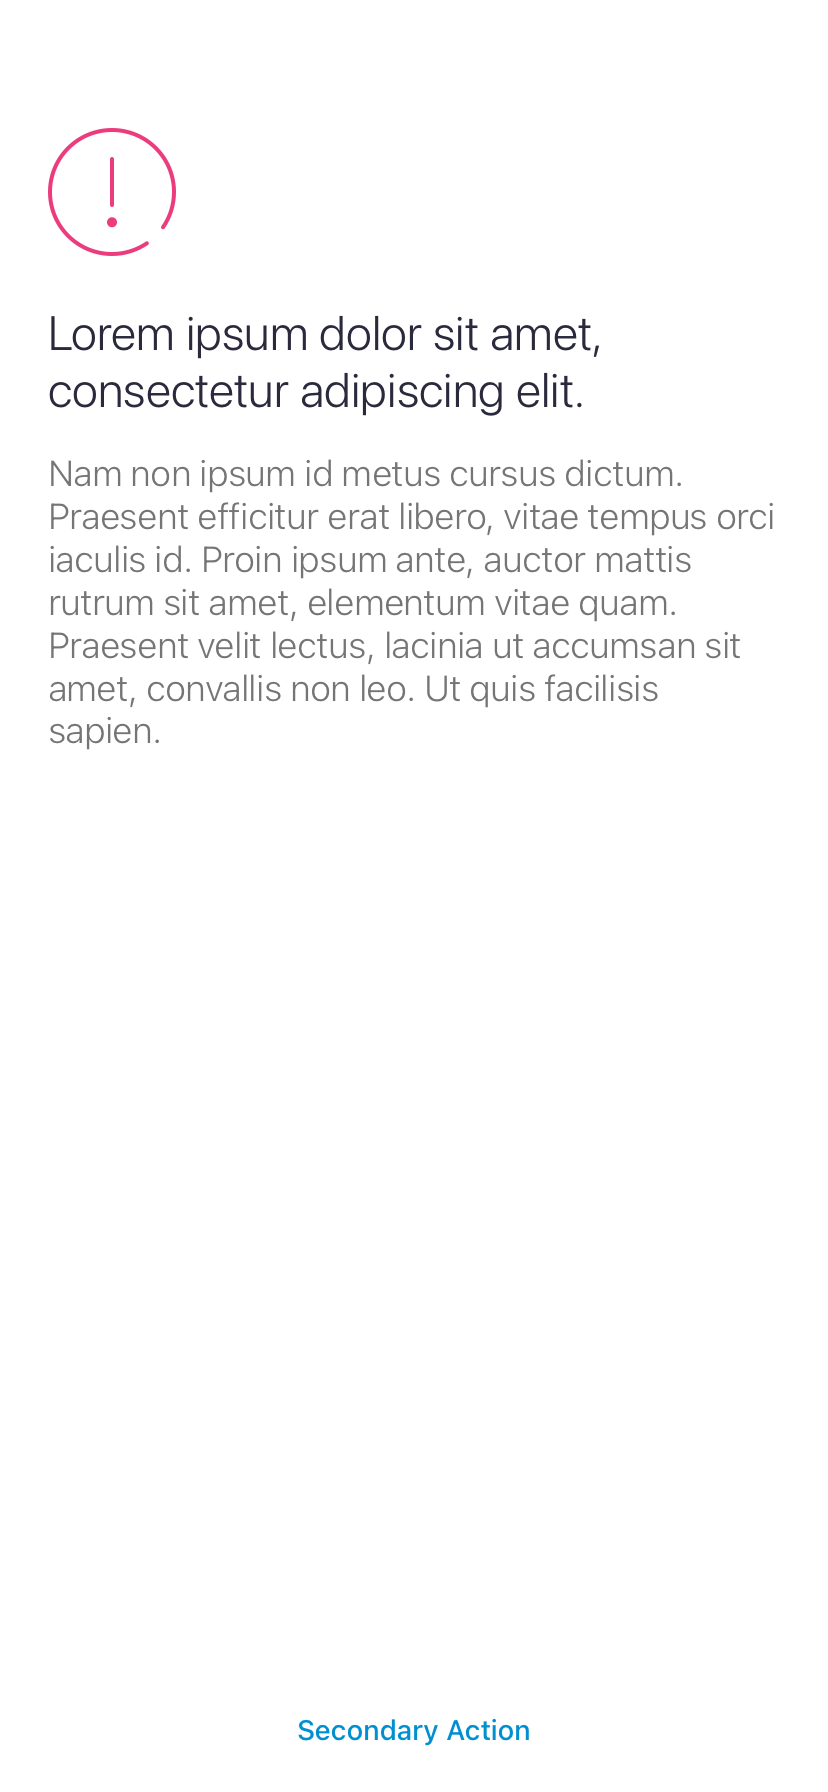 Lorem ipsum dolor sit amet,
consectetur adipiscing elit.
Nam non ipsum id metus cursus dictum.
Praesent efficitur erat libero, vitae tempus orci
iaculis id. Proin ipsum ante, auctor mattis
rutrum sit amet, elementum vitae quam.
Praesent velit lectus, lacinia ut accumsan sit
amet, convallis non leo. Ut quis facilisis
sapien.
Secondary Action